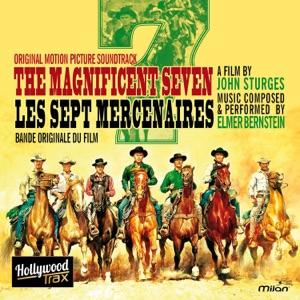 7
ORIGINAL MOTION PICTURE SOUNDTRACK
THE MAGNIFICENT SEVEN
LES SEPT MERCENAIRES
BANDE ORIGINALE DU FILM
A FILM BY
JOHN STURGES
MUSIC COMPOSED
& PERFORMED BY
ELMER BERNSTEIN
Hollywood
Trax
Milan